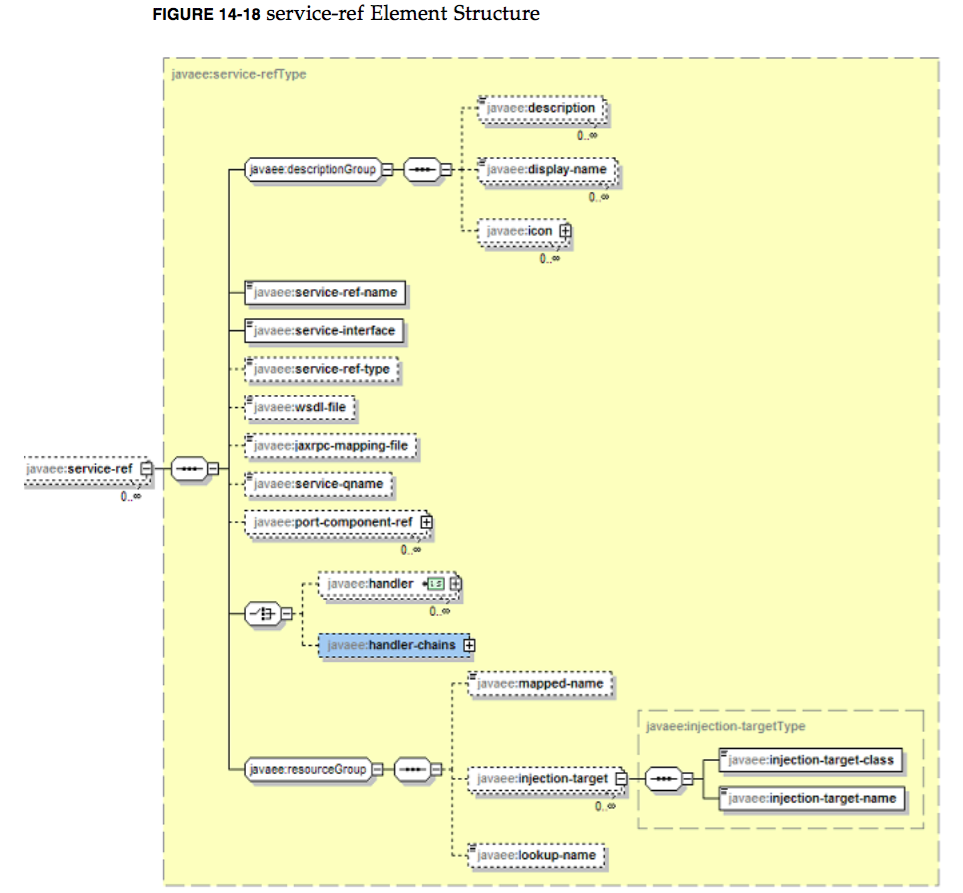 FIGURE 14-18 service-ref Element Structure
javaee:service-refType
javaee:description
0..∞
javaee:descriptionGroup
javaee:display-name
0..∞
javaee:icon
0..∞
javaee:service-ref-name
javaee:service-interface
javaee:service-ref-type
javaee:wsdl-file
javaee:jaxrpc-mapping-file
javaee:service-ref
0..∞
javaee:service-qname
javaee:port-component-ref
0..∞
javaee:handler
0..∞
javaee:handler-chains
javaee:mapped-name
javaee:resourceGroup
javaee:injection-target
0..∞
javaee:injection-targetType
javaee:injection-target-class
javaee:injection-target-name
javaee:lookup-name